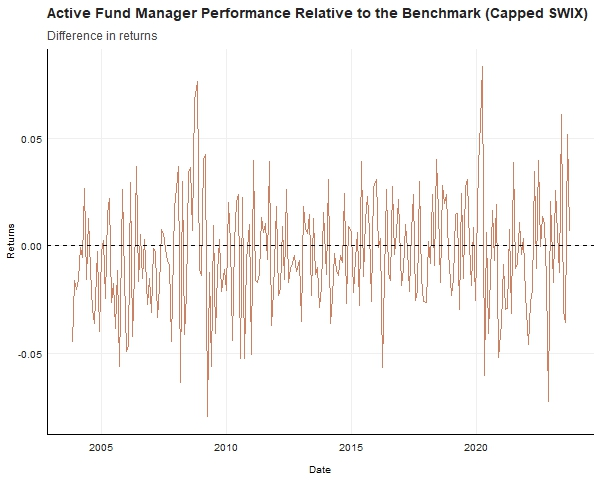 Active Fund Manager Performance Relative to the Benchmark (Capped SWIX)
Difference in returns
0.05
0.00
-0.05
Returns
2005 2010 2015 2020
Date